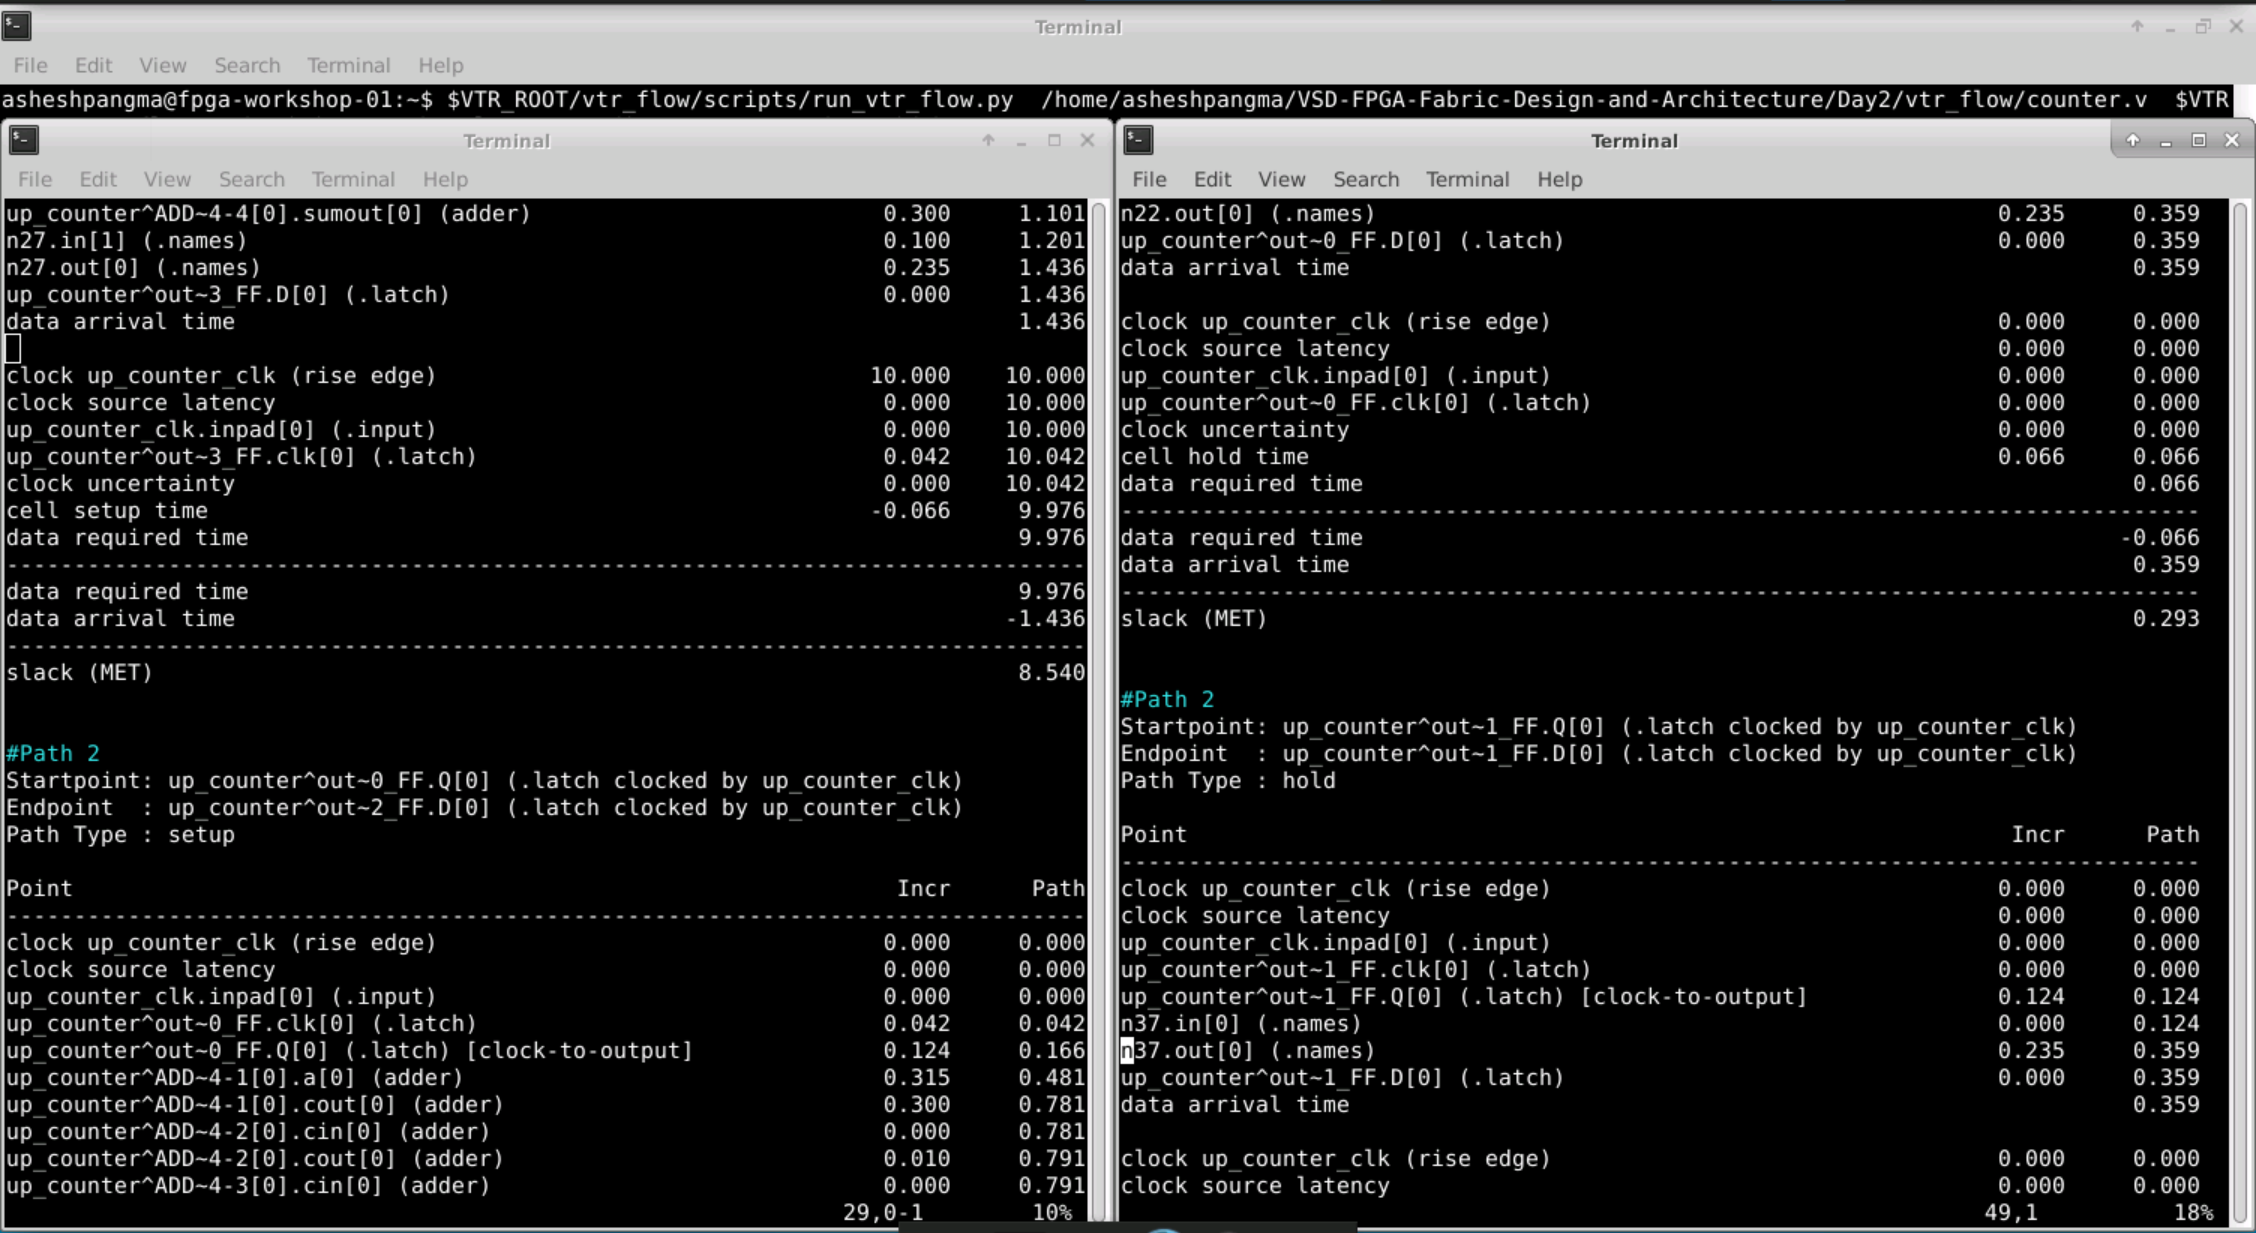 Terminal
File Edit View Search Terminal Help
asheshpangma@fpga-workshop-01:~$ $VTR_ROOT/vtr_flow/scripts/run_vtr_flow.py /home/asheshpangma/VSD-FPGA-Fabric-Design-and-Architecture/Day2/vtr_flow/counter.v $VTR
Terminal
File Edit View Search Terminal Help
up_counter^ADD~4-4[0].sumout[0] (adder) 0.300 1.101
n27.in[1] (.names) 0.100 1.201
n27.out[0] (.names) 0.235 1.436
up_counter^out~3_FF.D[0] (.latch) 0.000 1.436
data arrival time 1.436
clock up_counter_clk (rise edge) 10.000 10.000
clock source latency 0.000 10.000
up_counter_clk.inpad[0] (.input) 0.000 10.000
up_counter^out~3_FF.clk[0] (.latch) 0.042 10.042
clock uncertainty 0.000 10.042
cell setup time -0.066 9.976
data required time 9.976
--------------------------------------------------------------------------------
data required time 9.976
data arrival time -1.436
--------------------------------------------------------------------------------
slack (MET) 8.540
#Path 2
Startpoint: up_counter^out~0_FF.Q[0] (.latch clocked by up_counter_clk)
Endpoint : up_counter^out~2_FF.D[0] (.latch clocked by up_counter_clk)
Path Type : setup
Point Incr Path
--------------------------------------------------------------------------------
clock up_counter_clk (rise edge) 0.000 0.000
clock source latency 0.000 0.000
up_counter_clk.inpad[0] (.input) 0.000 0.000
up_counter^out~0_FF.clk[0] (.latch) 0.042 0.042
up_counter^out~0_FF.Q[0] (.latch) [clock-to-output] 0.124 0.166
up_counter^ADD~4-1[0].a[0] (adder) 0.315 0.481
up_counter^ADD~4-1[0].cout[0] (adder) 0.300 0.781
up_counter^ADD~4-2[0].cin[0] (adder) 0.000 0.781
up_counter^ADD~4-2[0].cout[0] (adder) 0.010 0.791
up_counter^ADD~4-3[0].cin[0] (adder) 0.000 0.791
29,0-1 10%
Terminal
File Edit View Search Terminal Help
n22.out[0] (.names) 0.235 0.359
up_counter^out~0_FF.D[0] (.latch) 0.000 0.359
data arrival time 0.359
clock up_counter_clk (rise edge) 0.000 0.000
clock source latency 0.000 0.000
up_counter_clk.inpad[0] (.input) 0.000 0.000
up_counter^out~0_FF.clk[0] (.latch) 0.000 0.000
clock uncertainty 0.000 0.000
cell hold time 0.066 0.066
data required time 0.066
--------------------------------------------------------------------------------
data required time -0.066
data arrival time 0.359
--------------------------------------------------------------------------------
slack (MET) 0.293
#Path 2
Startpoint: up_counter^out~1_FF.Q[0] (.latch clocked by up_counter_clk)
Endpoint : up_counter^out~1_FF.D[0] (.latch clocked by up_counter_clk)
Path Type : hold
Point Incr Path
--------------------------------------------------------------------------------
clock up_counter_clk (rise edge) 0.000 0.000
clock source latency 0.000 0.000
up_counter_clk.inpad[0] (.input) 0.000 0.000
up_counter^out~1_FF.clk[0] (.latch) 0.000 0.000
up_counter^out~1_FF.Q[0] (.latch) [clock-to-output] 0.124 0.124
n37.in[0] (.names) 0.000 0.124
n37.out[0] (.names) 0.235 0.359
up_counter^out~1_FF.D[0] (.latch) 0.000 0.359
data arrival time 0.359
clock up_counter_clk (rise edge) 0.000 0.000
clock source latency 0.000 0.000
49,1 18%